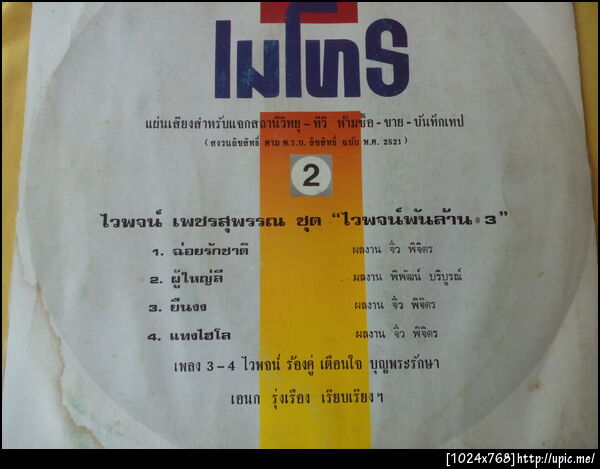 เมโทร
แผ่นเสียงสำหรับแจกสถานีวิทยุ - ทีวี ห้ามซื้อ - ขาย - บันทึกเทป
(สงวนลิขสิทธิ์ ตาม พ.ร.บ. ลิขสิทธิ์ ฉบับ พ.ศ. 2521)
2
ไวพจน์ เพชรสุพรรณ ชุด “ไวพจน์พันล้าน # 3”
1. ฉ่อยรักชาติ ผลงาน จิ๋ว พิจิตร
2. ผู้ใหญ่ลี ผลงาน พิพัฒน์ บริบูรณ์
3. ยืนงง ผลงาน จิ๋ว พิจิตร
4. แทงไฮโล ผลงาน จิ๋ว พิจิตร
เพลง 3-4 ไวพจน์ ร้องคู่ เตือนใจ บุญพระรักษา
เอนก รุ่งเรือง เรียบเรียงฯ
[1024x768]http://upic.me/